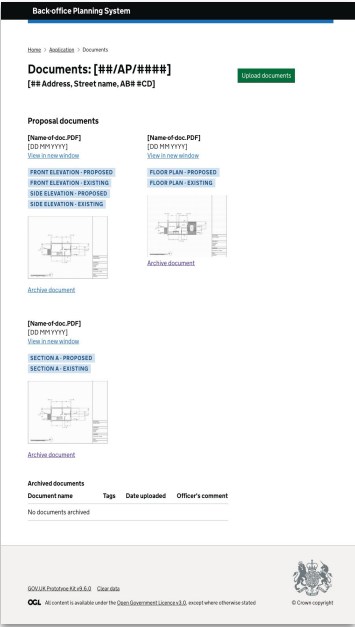 Back-office Planning System
Home > Application > Documents
Documents: [##/AP/####]
[## Address, Street name, AB# #CD]
Upload documents
Proposal documents
[Name-of-doc.PDF]
[DD MM YYYY]
View in new window
FRONT ELEVATION - PROPOSED
FRONT ELEVATION - EXISTING
SIDE ELEVATION - PROPOSED
SIDE ELEVATION - EXISTING
Archive document
[Name-of-doc.PDF]
[DD MM YYYY]
View in new window
FLOOR PLAN - PROPOSED
FLOOR PLAN - EXISTING
Archive document
[Name-of-doc.PDF]
[DD MM YYYY]
View in new window
SECTION A - PROPOSED
SECTION A - EXISTING
Archive document
Archived documents
Document name Tags Date uploaded Officer's comment
No documents archived
GOV.UK Prototype Kit v9.6.0 Clear data
OGL All content is available under the Open Government Licence v3.0, except where otherwise stated
© Crown copyright